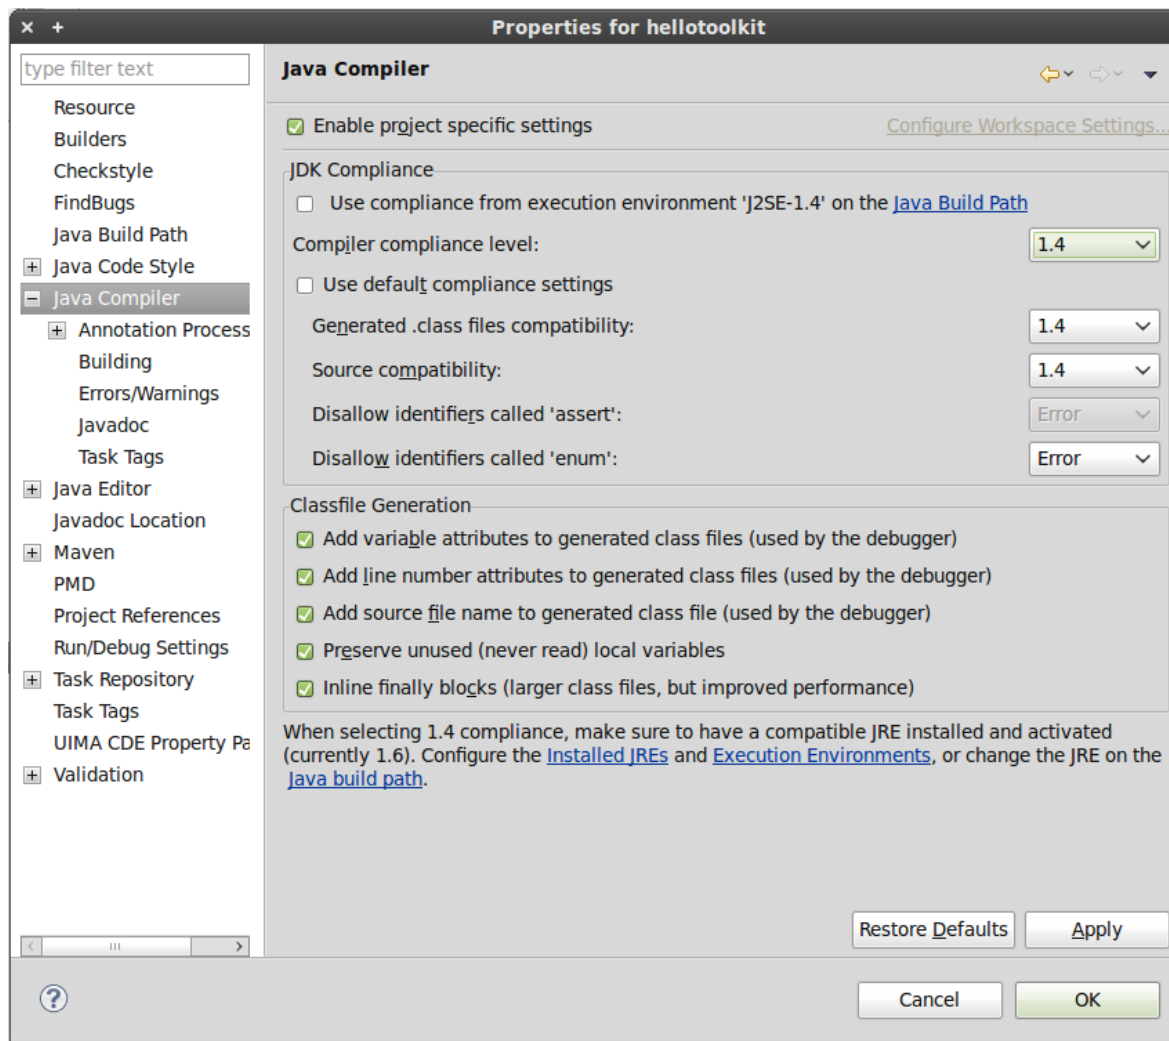 Properties for hellotoolkit
type filter text
Resource
Builders
Checkstyle
FindBugs
Java Build Path
Java Code Style
Java Compiler
Annotation Process
Building
Errors/Warnings
Javadoc
Task Tags
Java Editor
Javadoc Location
Maven
PMD
Project References
Run/Debug Settings
Task Repository
Task Tags
UIMA CDE Property Pa
Validation
Java Compiler
Enable project specific settings
Configure Workspace Settings...
JDK Compliance
Use compliance from execution environment 'J2SE-1.4' on the Java Build Path
Compiler compliance level: 1.4
Use default compliance settings
Generated .class files compatibility: 1.4
Source compatibility: 1.4
Disallow identifiers called 'assert': Error
Disallow identifiers called 'enum': Error
Classfile Generation
Add variable attributes to generated class files (used by the debugger)
Add line number attributes to generated class files (used by the debugger)
Add source file name to generated class file (used by the debugger)
Preserve unused (never read) local variables
Inline finally blocks (larger class files, but improved performance)
When selecting 1.4 compliance, make sure to have a compatible JRE installed and activated
(currently 1.6). Configure the Installed JREs and Execution Environments, or change the JRE on the
Java build path.
Restore Defaults
Apply
Cancel
OK